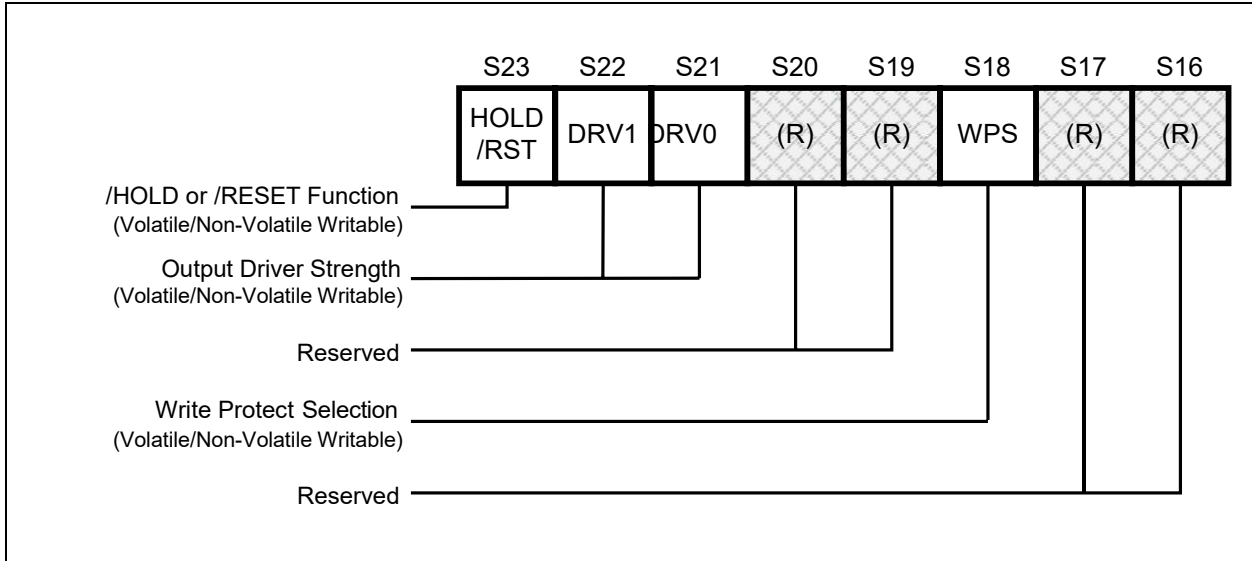 S23 S22 S21 S20 S19 S18 S17 S16
HOLD
/RST DRV1 DRV0 (R) (R) WPS (R) (R)
/HOLD or /RESET Function
(Volatile/Non-Volatile Writable)
Output Driver Strength
(Volatile/Non-Volatile Writable)
Reserved
Write Protect Selection
(Volatile/Non-Volatile Writable)
Reserved